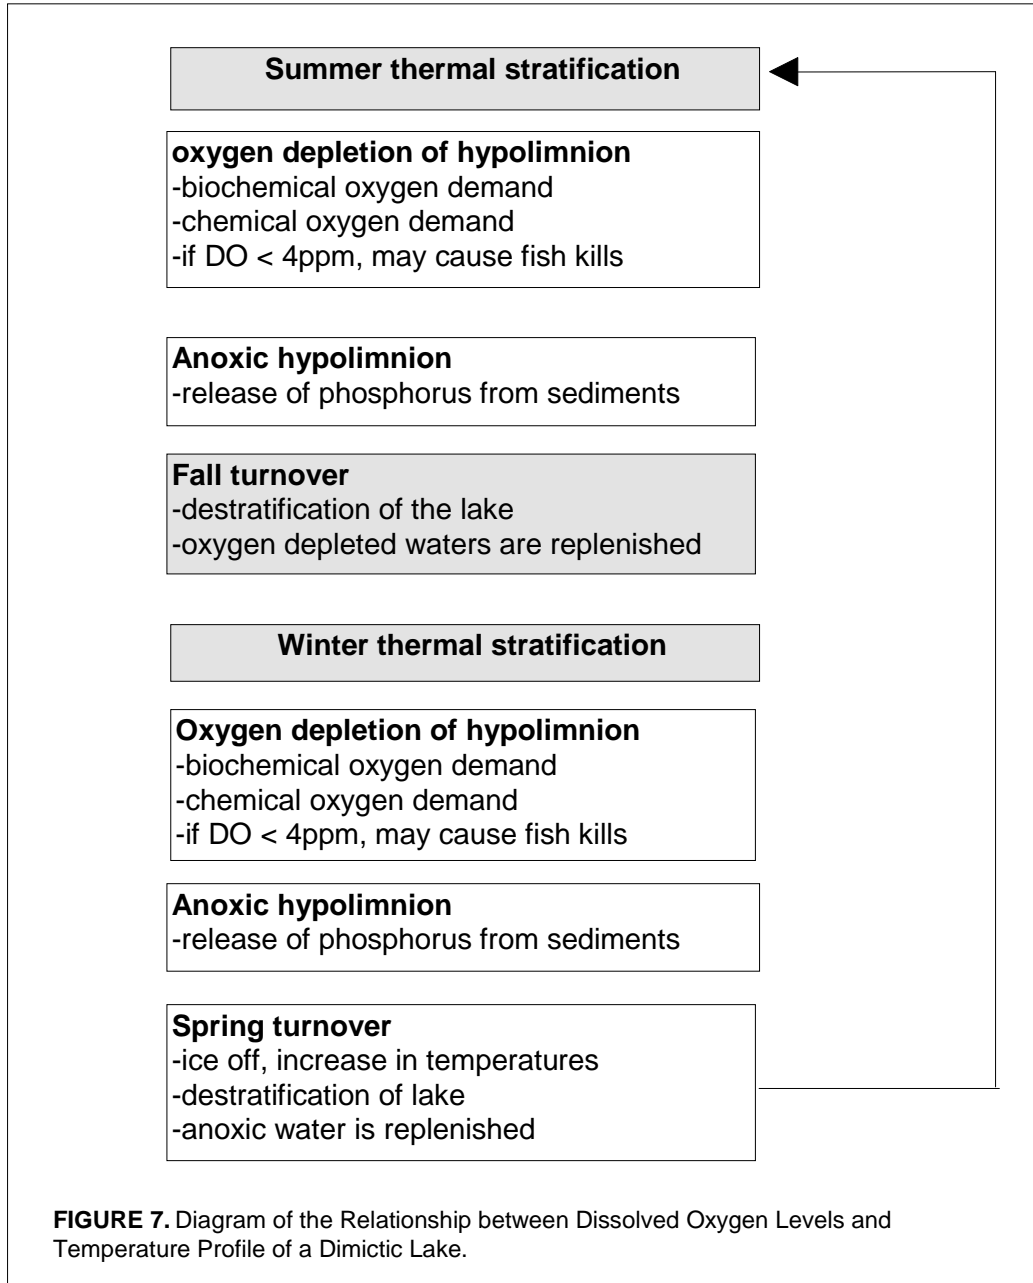 Summer thermal stratification
oxygen depletion of hypolimnion
-biochemical oxygen demand
-chemical oxygen demand
-if DO < 4ppm, may cause fish kills
Anoxic hypolimnion
-release of phosphorus from sediments
Fall turnover
-destratification of the lake
-oxygen depleted waters are replenished
Winter thermal stratification
Oxygen depletion of hypolimnion
-biochemical oxygen demand
-chemical oxygen demand
-if DO < 4ppm, may cause fish kills
Anoxic hypolimnion
-release of phosphorus from sediments
Spring turnover
-ice off, increase in temperatures
-destratification of lake
-anoxic water is replenished
FIGURE 7. Diagram of the Relationship between Dissolved Oxygen Levels and
Temperature Profile of a Dimictic Lake.